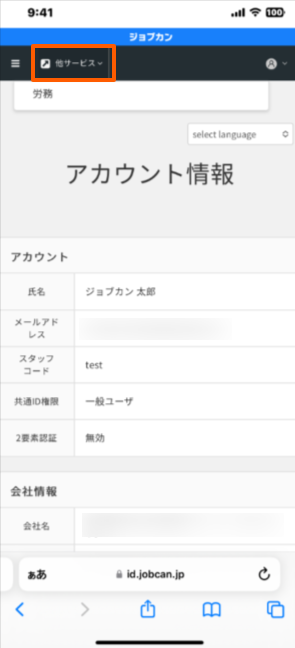 9:41
100
ジョブカン
他サービス
労務
select language
アカウント情報
アカウント
氏名 ジョブカン 太郎
メールアド
レス
スタッフ
コード test
共通ID権限 一般ユーザ
2要素認証 無効
会社情報
会社名
ぁあ id.jobcan.jp